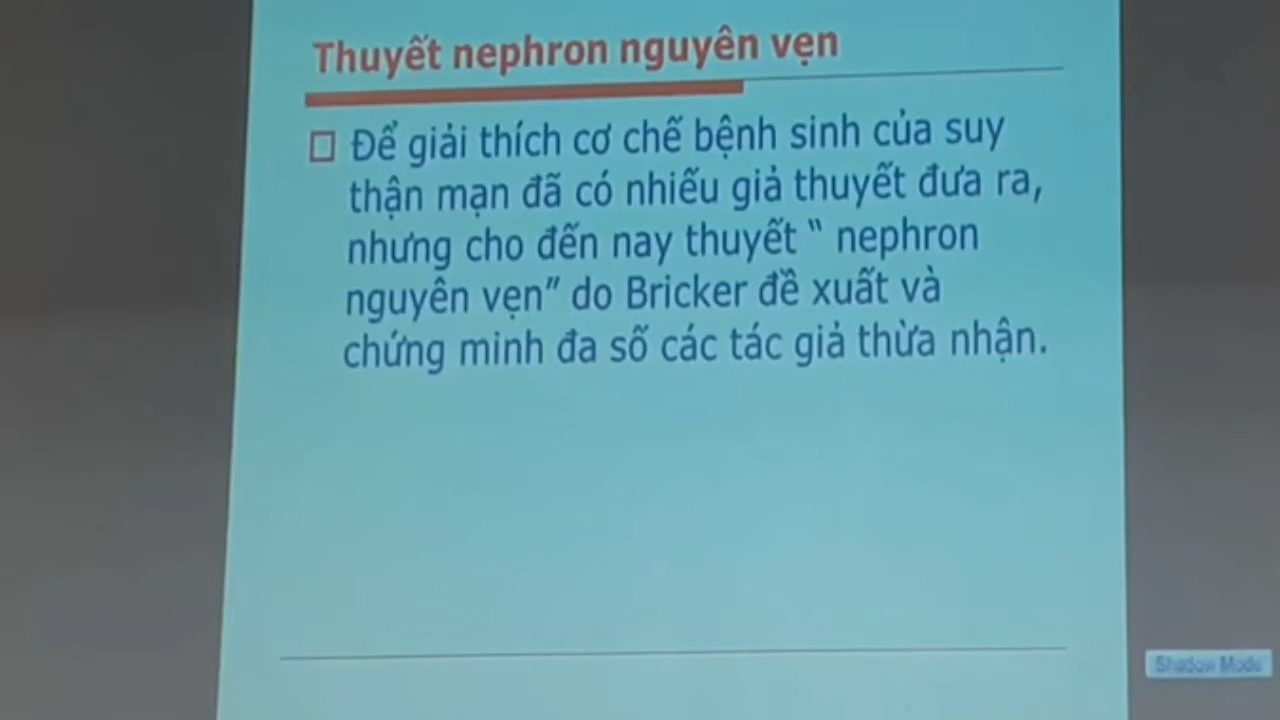 Thuyết nephron nguyên vẹn
Để giải thích cơ chế bệnh sinh của suy
thận mạn đã có nhiếu giả thuyết đưa ra,
nhưng cho đến nay thuyết “ nephron
nguyên vẹn” do Bricker đề xuất và
chứng minh đa số các tác giả thừa nhận.
Shadow Mode